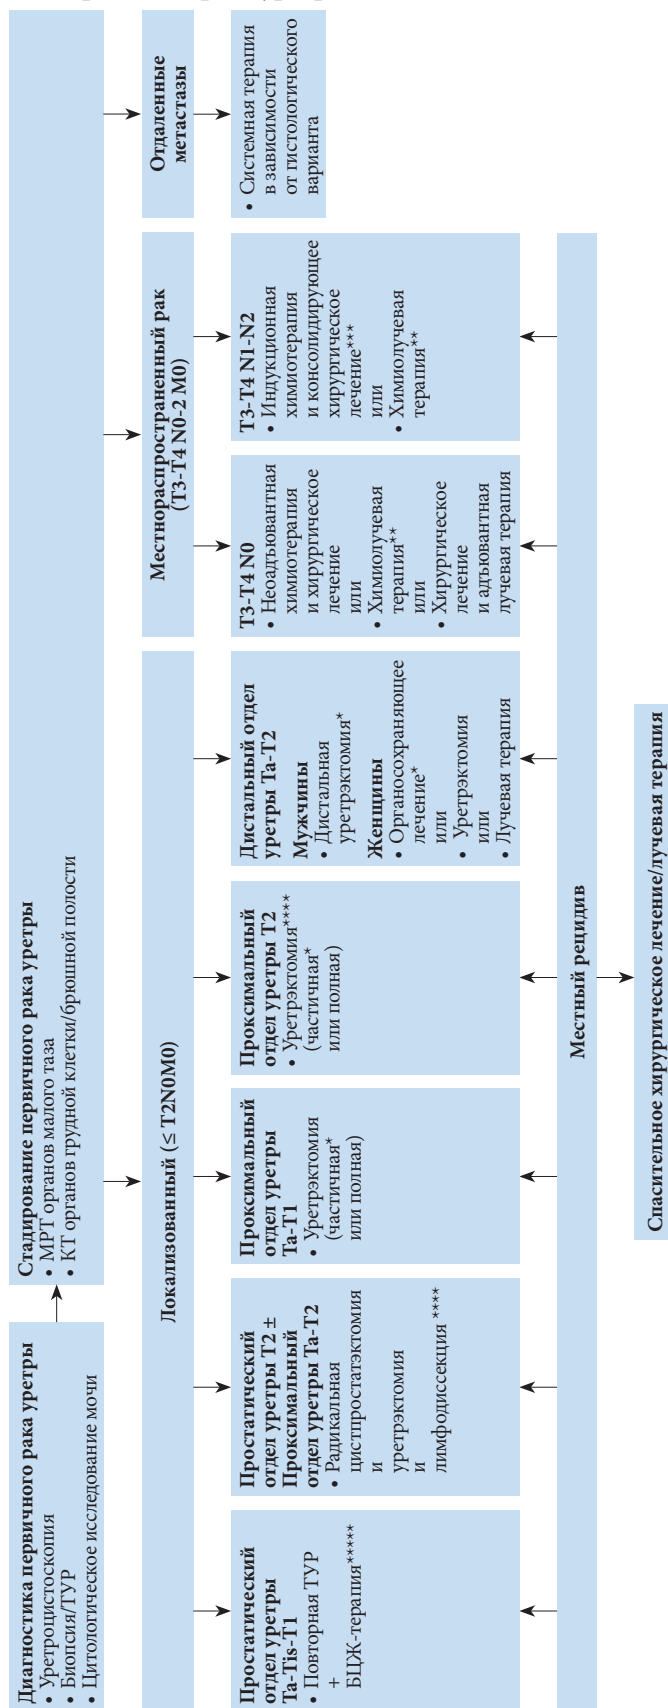 Диагностика первичного рака уретры
• Уретроцистоскопия
• Биопсия/ТУР
• Цитологическое исследование мочи
Стадирование первичного рака уретры
• МРТ органов малого таза
• КТ органов грудной клетки/брюшной полости
Локализованный (≤ T2N0M0)
Местнораспространенный рак
(T3-T4 N0-2 M0)
Отдаленные
метастазы
Простатический
отдел уретры
Ta-Tis-T1
• Повторная ТУР
+
БЦЖ-терапия*****
Простатический
отдел уретры T2 ±
Проксимальный
отдел уретры Ta-T2
• Радикальная
цистпростатэктомия
и
уретрэктомия
и
лимфодиссекция ****
Проксимальный
отдел уретры
Ta-T1
• Уретрэктомия
(частичная*
или полная)
Проксимальный
отдел уретры T2
• Уретрэктомия****
(частичная*
или полная)
Дистальный отдел
уретры Ta-T2
Мужчины
• Дистальная
уретрэктомия*
Женщины
• Органосохраняющее
лечение*
или
• Уретрэктомия
или
• Лучевая терапия
T3-T4 N0
• Неоадъювантная
химиотерапия
и хирургическое
лечение
или
• Химиолучевая
терапия**
или
• Хирургическое
лечение
и адъювантная
лучевая терапия
T3-T4 N1-N2
• Индукционная
химиотерапия
и консолидирующее
хирургическое
лечение***
или
• Химиолучевая
терапия**
• Системная терапия
в зависимости
от гистологического
варианта
Местный рецидив
Спасительное хирургическое лечение/лучевая терапия